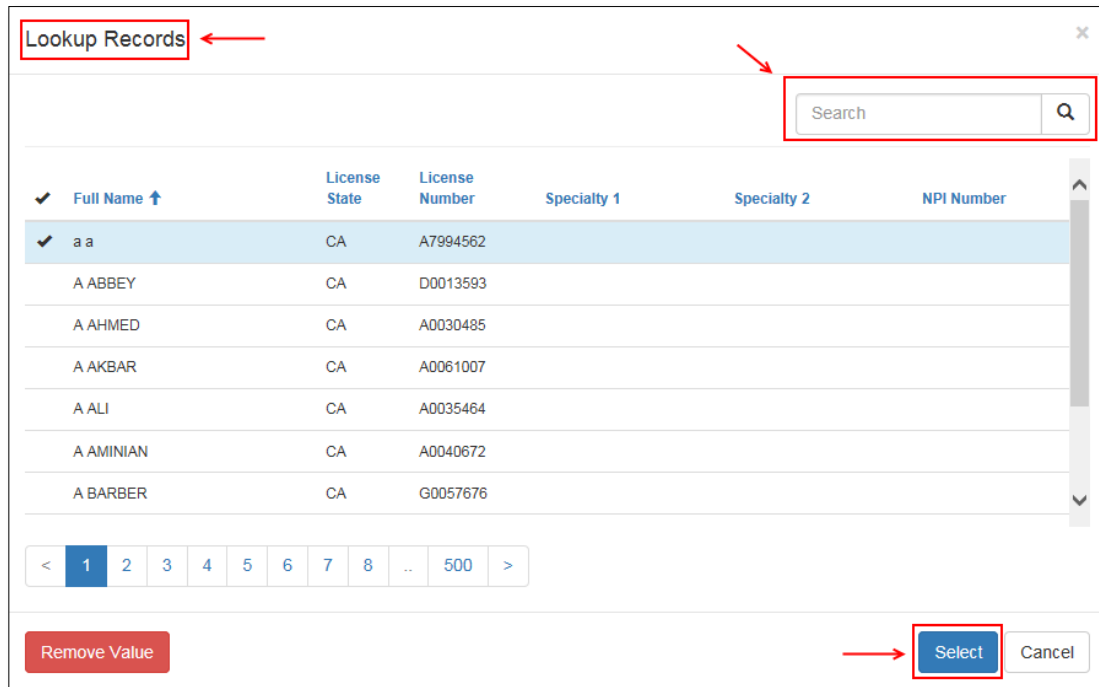 Lookup Records ×
Search
✔ Full Name ↑ License State License Number Specialty 1 Specialty 2 NPI Number
✔ a a CA A7994562
A ABBEY CA D0013593
A AHMED CA A0030485
A AKBAR CA A0061007
A ALI CA A0035464
A AMINIAN CA A0040672
A BARBER CA G0057676
< 1 2 3 4 5 6 7 8 .. 500 >
Remove Value Select Cancel